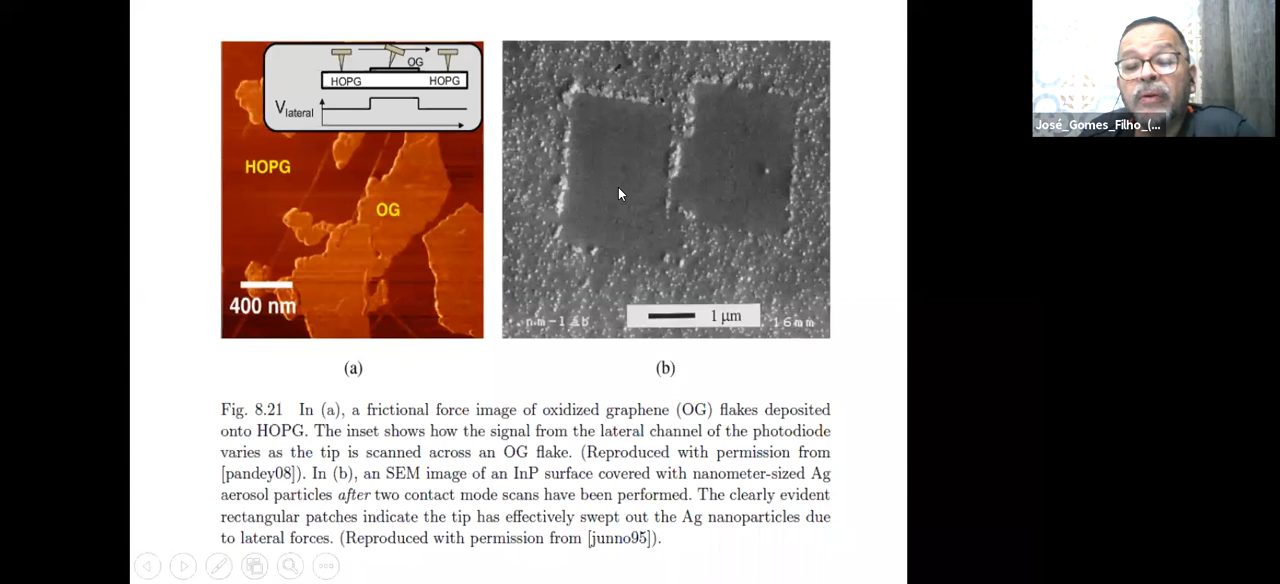 OG
HOPG
HOPG
Vlateral
HOPG
OG
400 nm
1 μm
16mm
(a)
(b)
Fig. 8.21 In (a), a frictional force image of oxidized graphene (OG) flakes deposited
onto HOPG. The inset shows how the signal from the lateral channel of the photodiode
varies as the tip is scanned across an OG flake. (Reproduced with permission from
[pandey08]). In (b), an SEM image of an InP surface covered with nanometer-sized Ag
aerosol particles after two contact mode scans have been performed. The clearly evident
rectangular patches indicate the tip has effectively swept out the Ag nanoparticles due
to lateral forces. (Reproduced with permission from [junno95]).
José_Gomes_Filho_(...